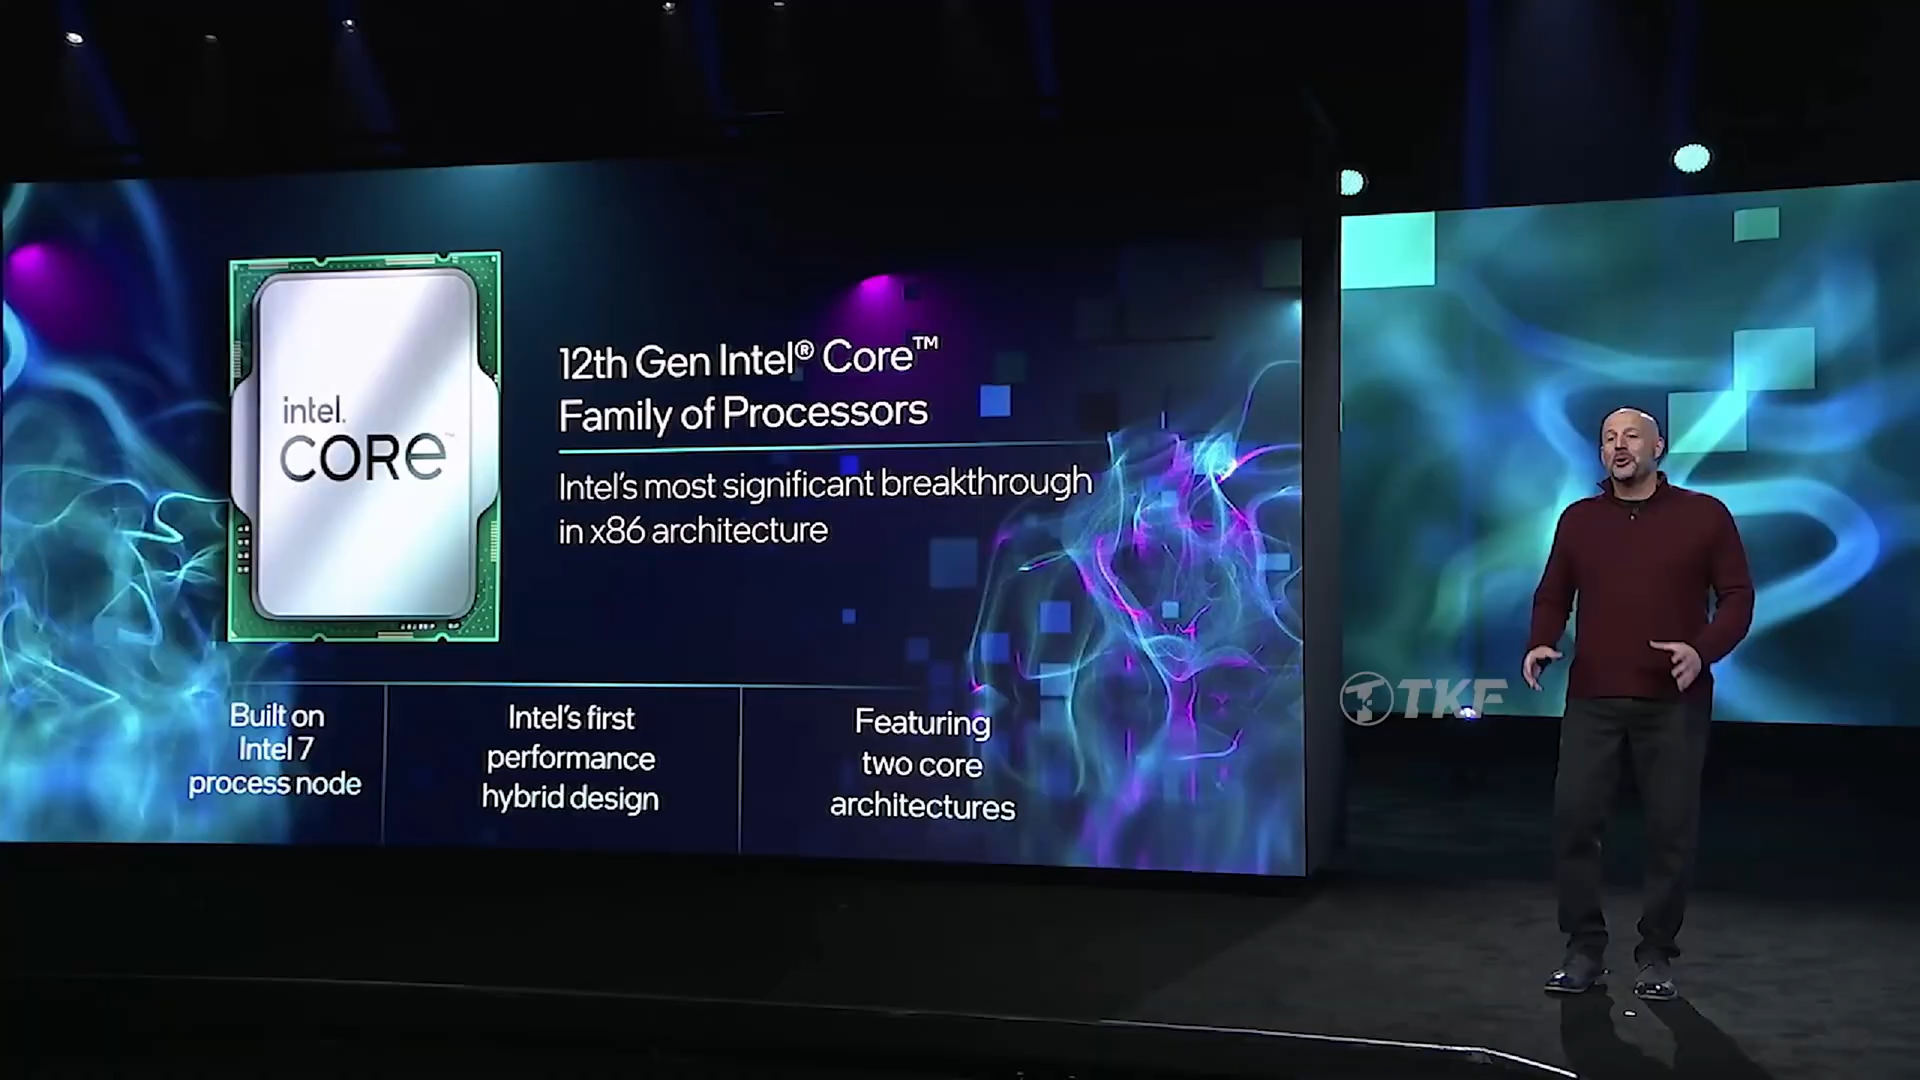 intel.
CORE™
12th Gen Intel® Core™
Family of Processors
Intel's most significant breakthrough
in x86 architecture
Built on
Intel 7
process node
Intel's first
performance
hybrid design
Featuring
two core
architectures
TKF